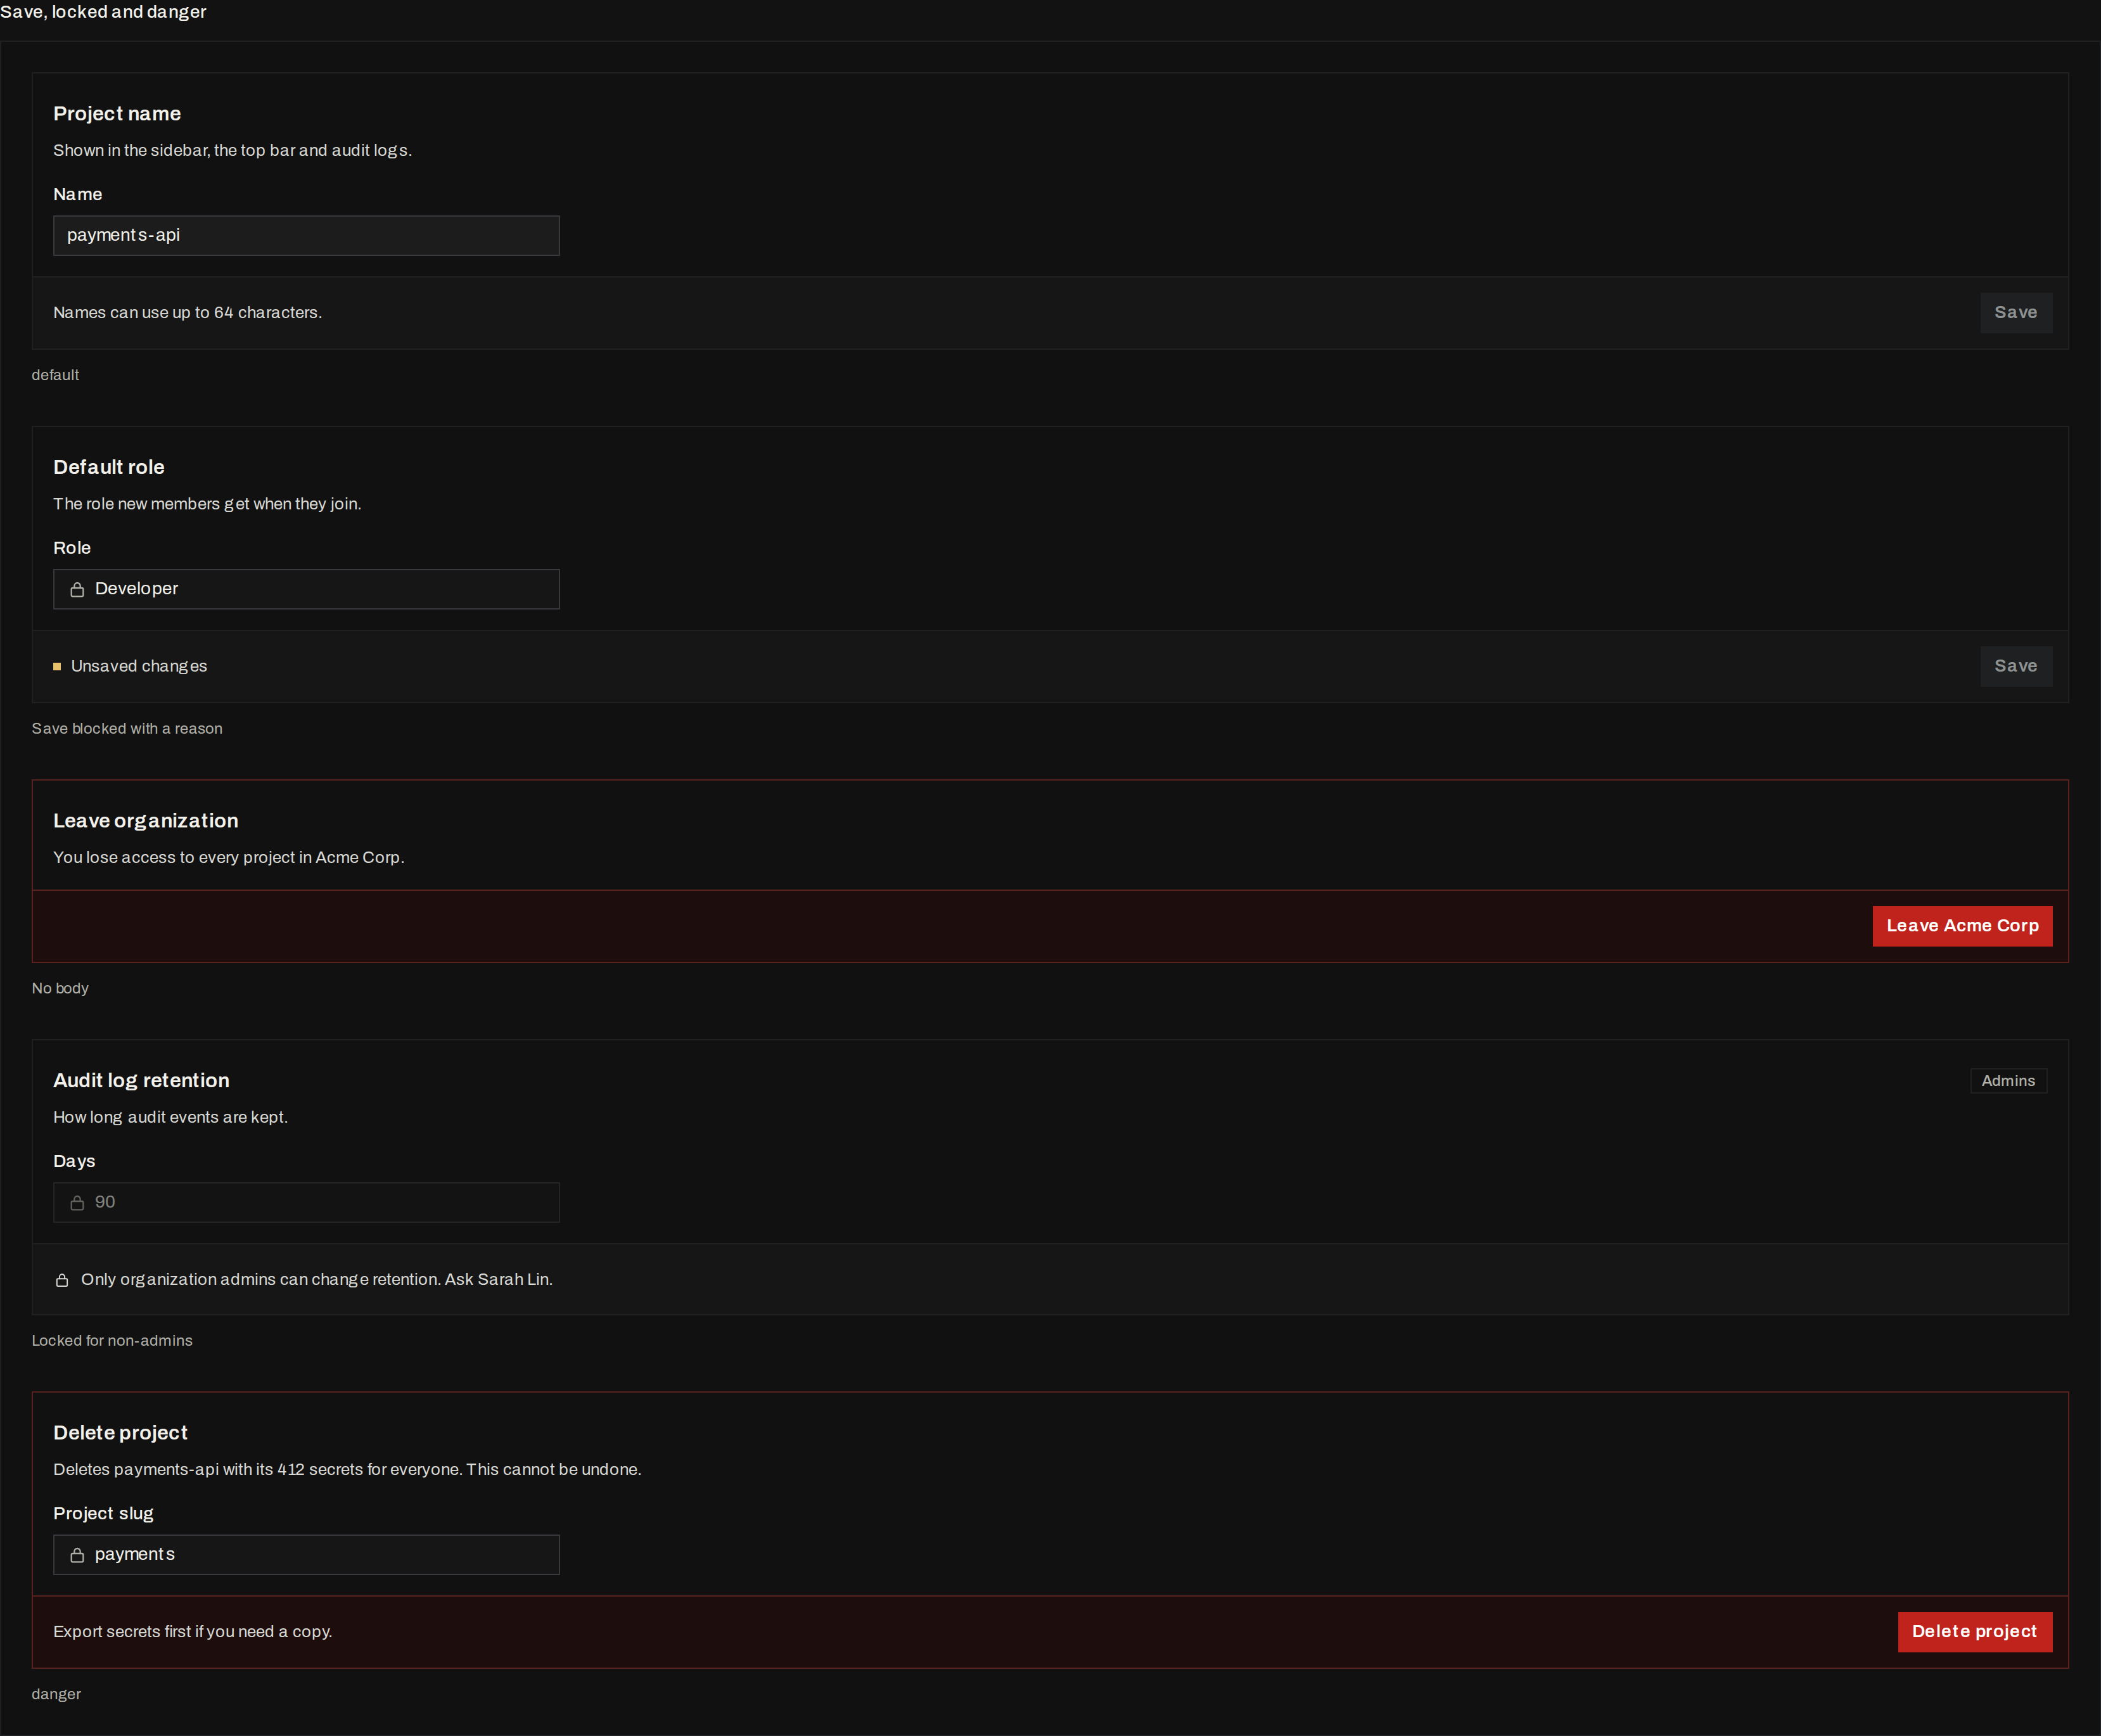 Save, locked and danger
Project name
Shown in the sidebar, the top bar and audit logs.
Name
payments-api
Names can use up to 64 characters.
Save
default
Default role
The role new members get when they join.
Role
Developer
Unsaved changes
Save
Save blocked with a reason
Leave organization
You lose access to every project in Acme Corp.
Leave Acme Corp
No body
Audit log retention
Admins
How long audit events are kept.
Days
90
Only organization admins can change retention. Ask Sarah Lin.
Locked for non-admins
Delete project
Deletes payments-api with its 412 secrets for everyone. This cannot be undone.
Project slug
payments
Export secrets first if you need a copy.
Delete project
danger